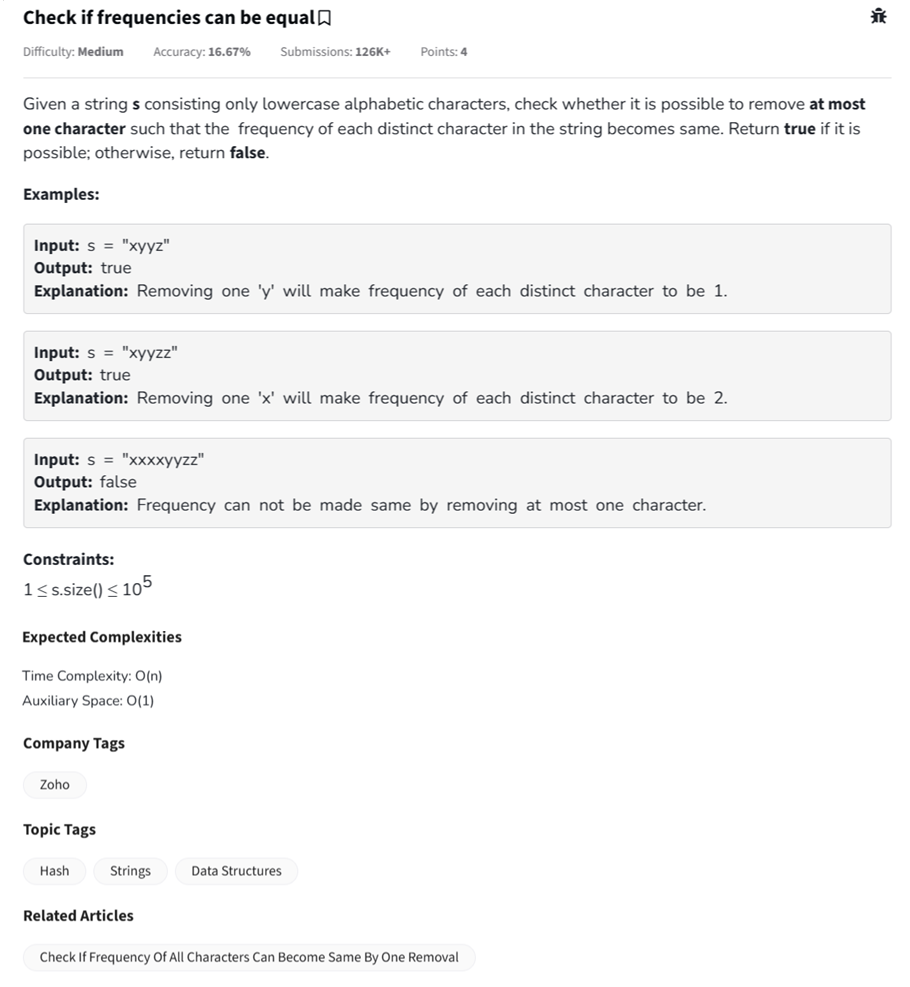 Check if frequencies can be equal
Difficulty: Medium Accuracy: 16.67% Submissions: 126K+ Points: 4
Given a string s consisting only lowercase alphabetic characters, check whether it is possible to remove at most
one character such that the frequency of each distinct character in the string becomes same. Return true if it is
possible; otherwise, return false.
Examples:
Input: s = "xyyz"
Output: true
Explanation: Removing one 'y' will make frequency of each distinct character to be 1.
Input: s = "xyyzz"
Output: true
Explanation: Removing one 'x' will make frequency of each distinct character to be 2.
Input: s = "xxxxyyzz"
Output: false
Explanation: Frequency can not be made same by removing at most one character.
Constraints:
1 ≤ s.size() ≤ 10^5
Expected Complexities
Time Complexity: O(n)
Auxiliary Space: O(1)
Company Tags
Zoho
Topic Tags
Hash Strings Data Structures
Related Articles
Check If Frequency Of All Characters Can Become Same By One Removal